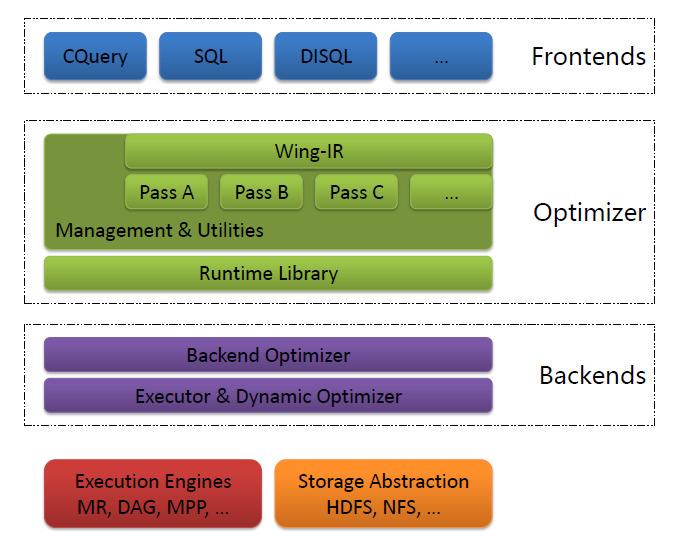 CQuery
SQL
DISQL
...
Frontends
Wing-IR
Pass A
Pass B
Pass C
...
Management & Utilities
Optimizer
Runtime Library
Backend Optimizer
Executor & Dynamic Optimizer
Backends
Execution Engines
MR, DAG, MPP, ...
Storage Abstraction
HDFS, NFS, ...